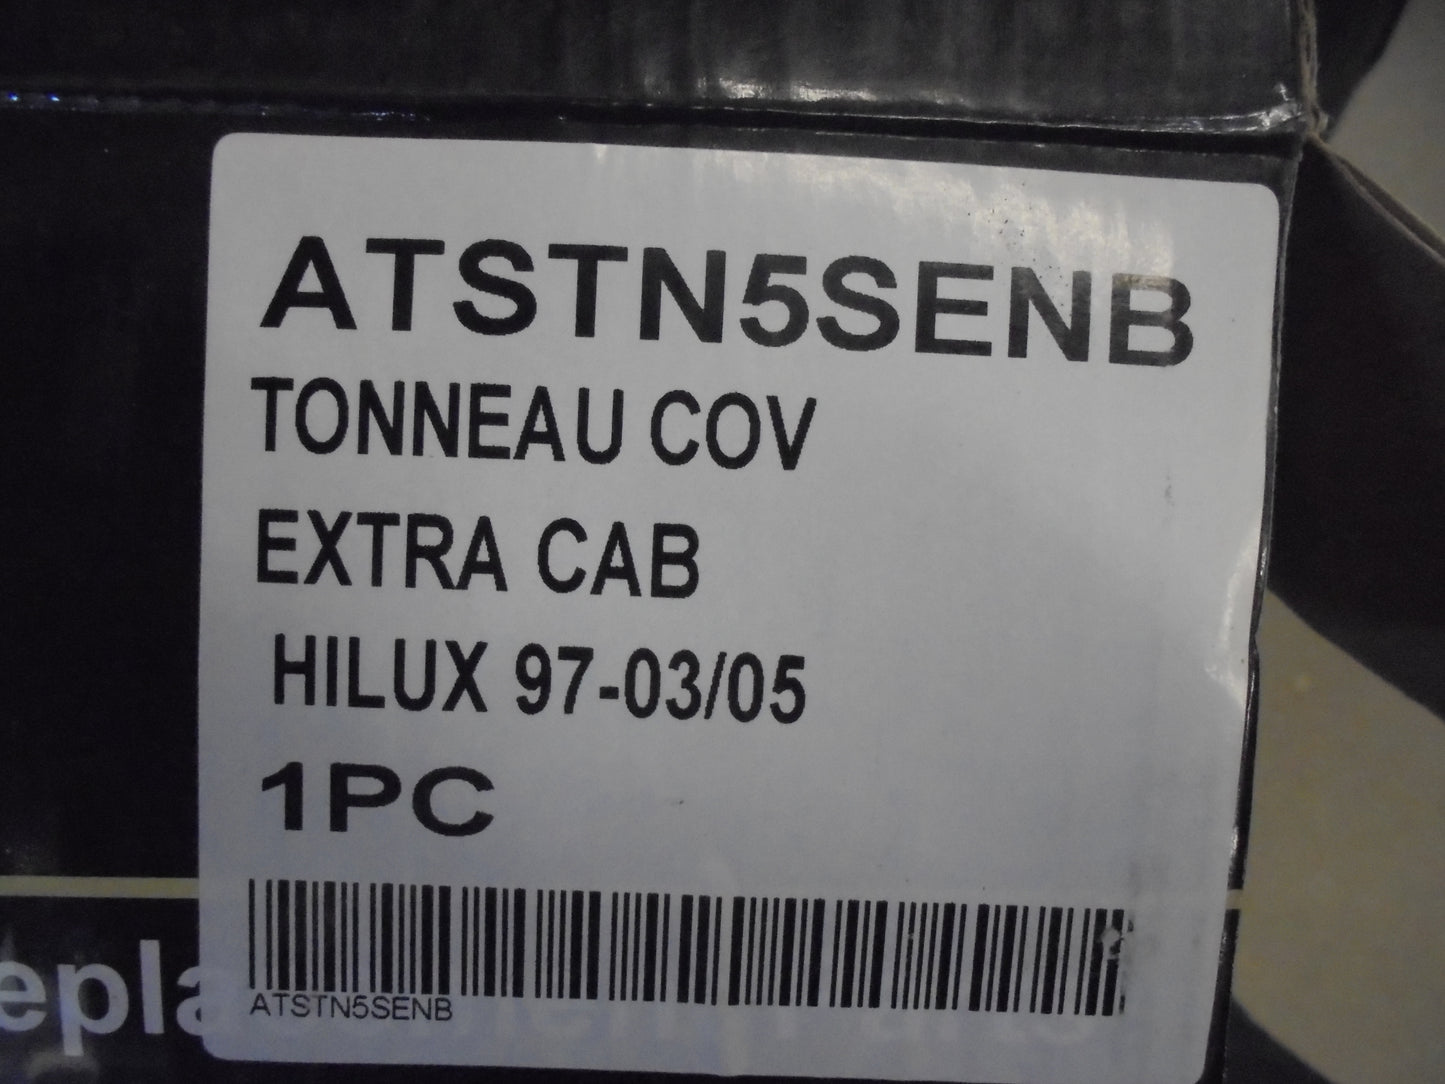 ATSTN5SENB
TONNEAU COV
EXTRA CAB
HILUX 97-03/05
1PC
ATSTN5SENB